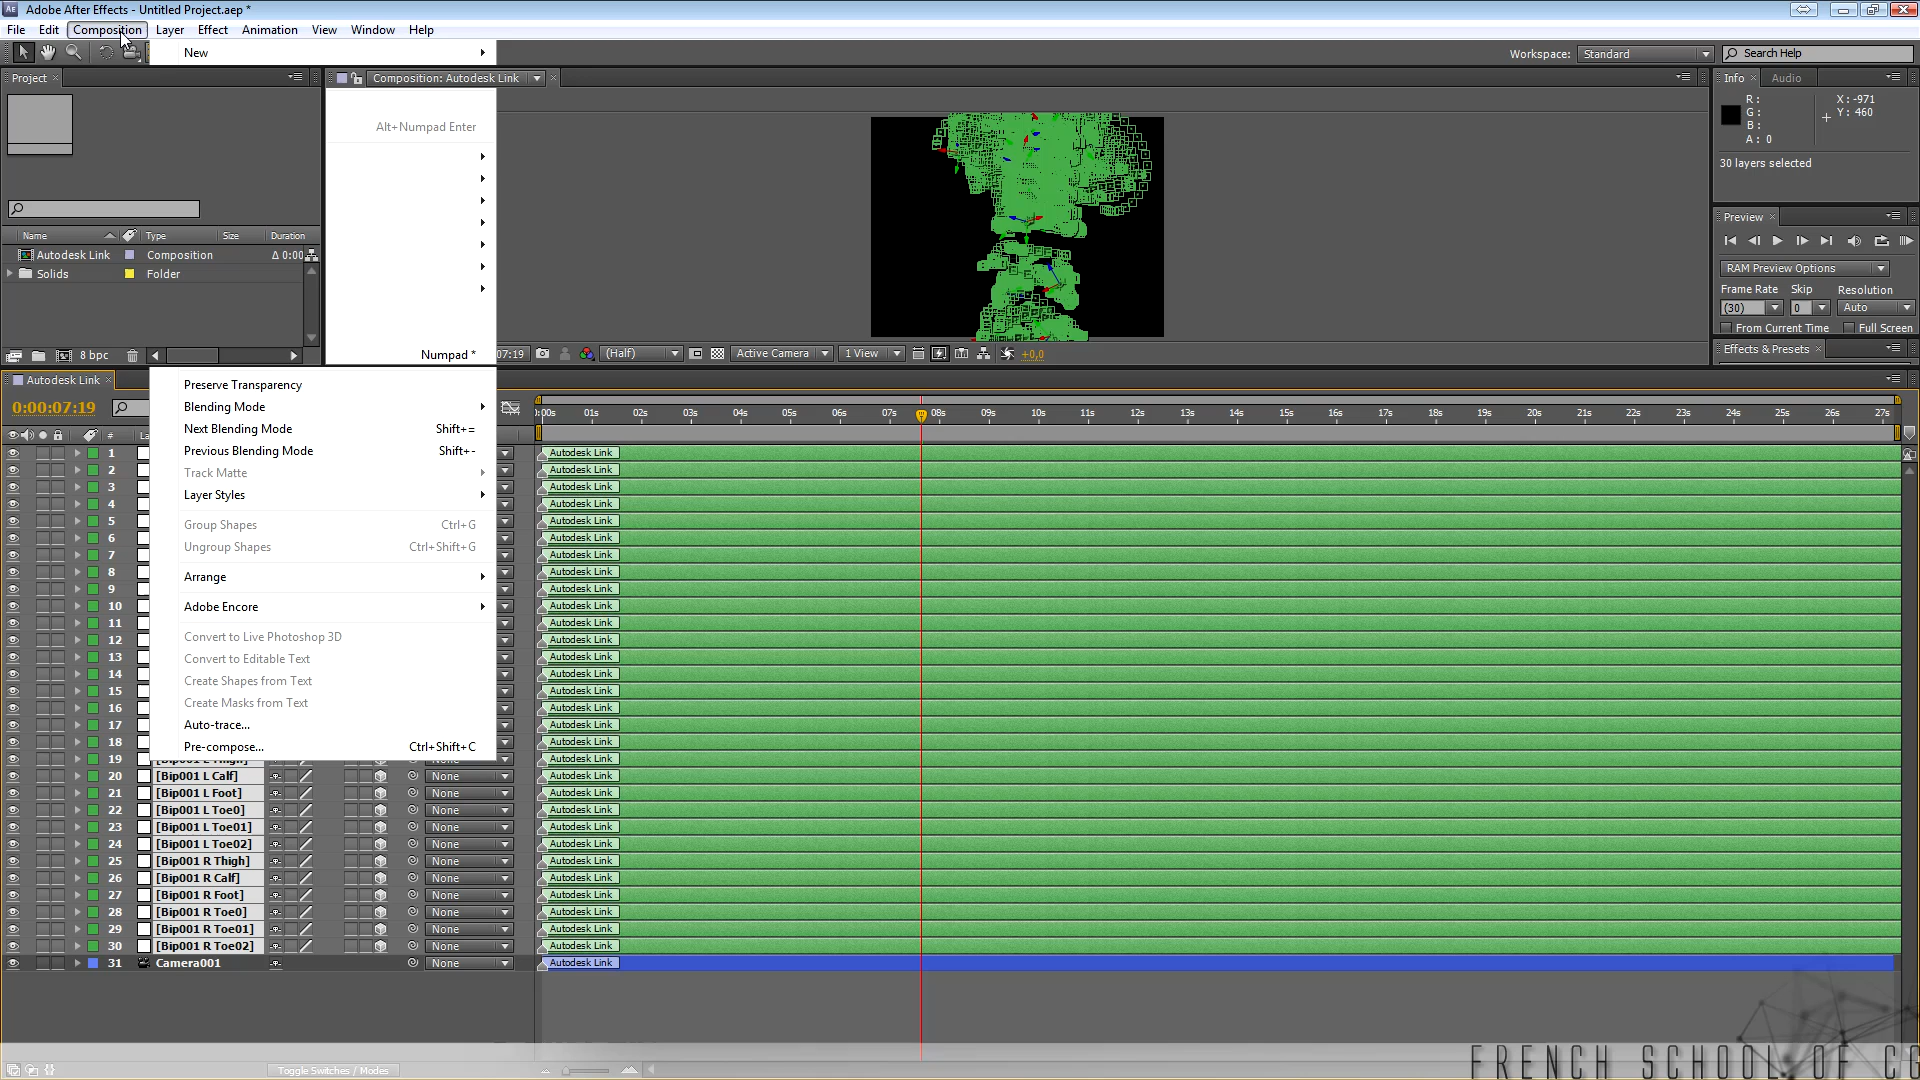 Adobe After Effects - Untitled Project.aep *
File Edit Composition Layer Effect Animation View Window Help
New
Workspace: Standard Search Help
Project Composition: Autodesk Link Info Audio
R: X: -971
G: Y: 460
B:
A: 0
Alt+Numpad Enter
30 layers selected
Preview
Name Type Size Duration
Autodesk Link Composition Δ 0:00
Solids Folder
RAM Preview Options
Frame Rate Skip Resolution
(30) 0 Auto
From Current Time Full Screen
8 bpc Numpad * 07:19 (Half) Active Camera 1 View +0,0
Effects & Presets
Autodesk Link
0:00:07:19
Preserve Transparency
Blending Mode
Next Blending Mode Shift+=
Previous Blending Mode Shift+-
Track Matte
Layer Styles
Group Shapes Ctrl+G
Ungroup Shapes Ctrl+Shift+G
Arrange
Adobe Encore
Convert to Live Photoshop 3D
Convert to Editable Text
Create Shapes from Text
Create Masks from Text
Auto-trace...
Pre-compose... Ctrl+Shift+C
:00s 01s 02s 03s 04s 05s 06s 07s 08s 09s 10s 11s 12s 13s 14s 15s 16s 17s 18s 19s 20s 21s 22s 23s 24s 25s 26s 27s
# La
1 Autodesk Link
2 Autodesk Link
3 Autodesk Link
4 Autodesk Link
5 Autodesk Link
6 Autodesk Link
7 Autodesk Link
8 Autodesk Link
9 Autodesk Link
10 Autodesk Link
11 Autodesk Link
12 Autodesk Link
13 Autodesk Link
14 Autodesk Link
15 Autodesk Link
16 Autodesk Link
17 Autodesk Link
18 Autodesk Link
19 [Bip001 L Thigh] None Autodesk Link
20 [Bip001 L Calf] None Autodesk Link
21 [Bip001 L Foot] None Autodesk Link
22 [Bip001 L Toe0] None Autodesk Link
23 [Bip001 L Toe01] None Autodesk Link
24 [Bip001 L Toe02] None Autodesk Link
25 [Bip001 R Thigh] None Autodesk Link
26 [Bip001 R Calf] None Autodesk Link
27 [Bip001 R Foot] None Autodesk Link
28 [Bip001 R Toe0] None Autodesk Link
29 [Bip001 R Toe01] None Autodesk Link
30 [Bip001 R Toe02] None Autodesk Link
31 Camera001 None Autodesk Link
Toggle Switches / Modes
FRENCH SCHOOL OF CG